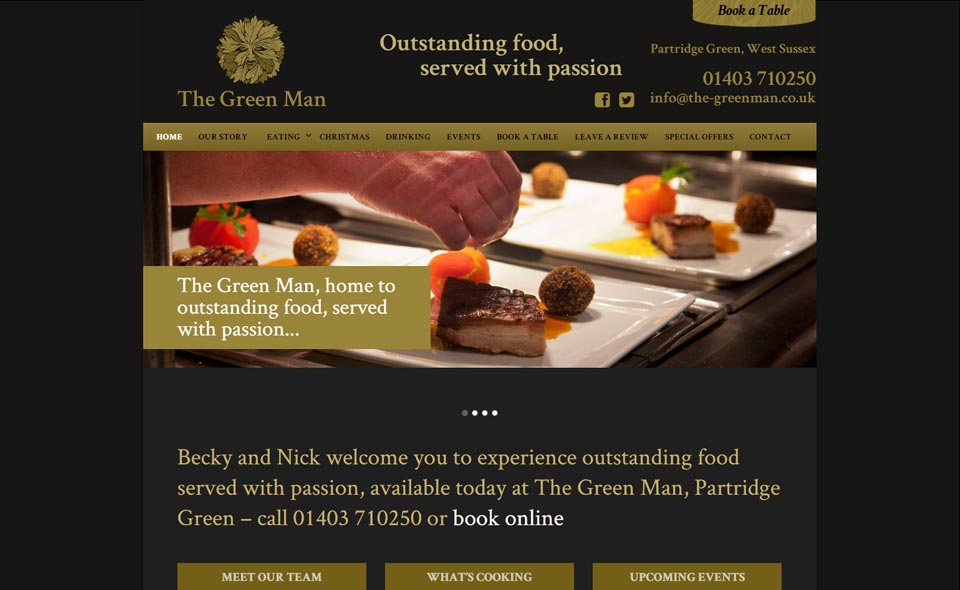 Book a Table
Outstanding food,
served with passion
The Green Man
Partridge Green, West Sussex
01403 710250
info@the-greenman.co.uk
HOME OUR STORY EATING CHRISTMAS DRINKING EVENTS BOOK A TABLE LEAVE A REVIEW SPECIAL OFFERS CONTACT
The Green Man, home to
outstanding food, served
with passion...
Becky and Nick welcome you to experience outstanding food
served with passion, available today at The Green Man, Partridge
Green – call 01403 710250 or book online
MEET OUR TEAM WHAT'S COOKING UPCOMING EVENTS